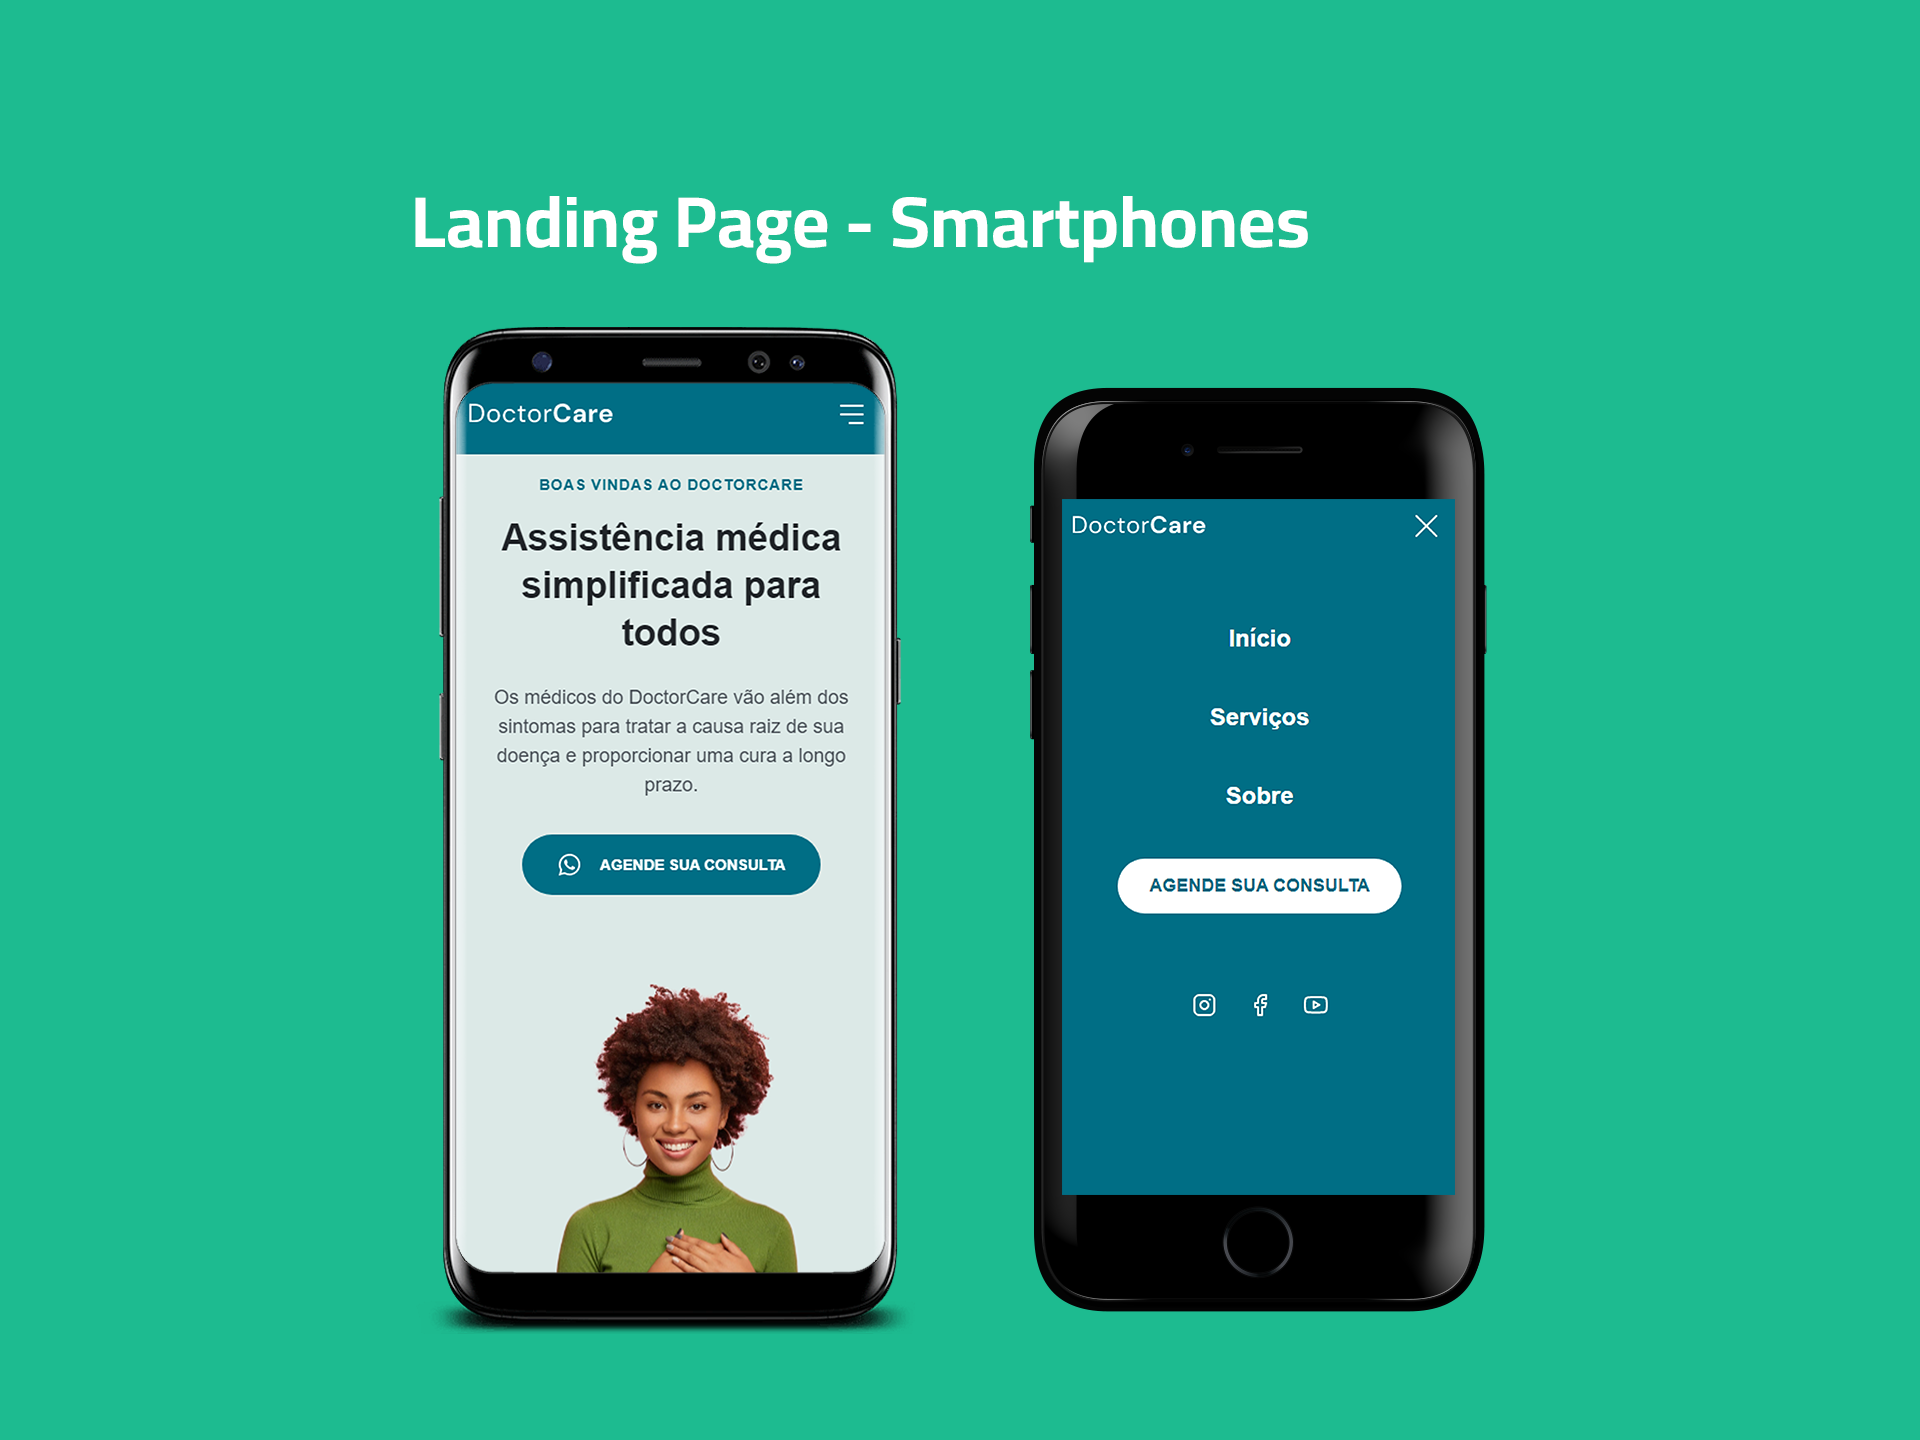 Landing Page - Smartphones
DoctorCare
BOAS VINDAS AO DOCTORCARE
Assistência médica
simplificada para
todos
Os médicos do DoctorCare vão além dos
sintomas para tratar a causa raiz de sua
doença e proporcionar uma cura a longo
prazo.
AGENDE SUA CONSULTA
DoctorCare
Início
Serviços
Sobre
AGENDE SUA CONSULTA